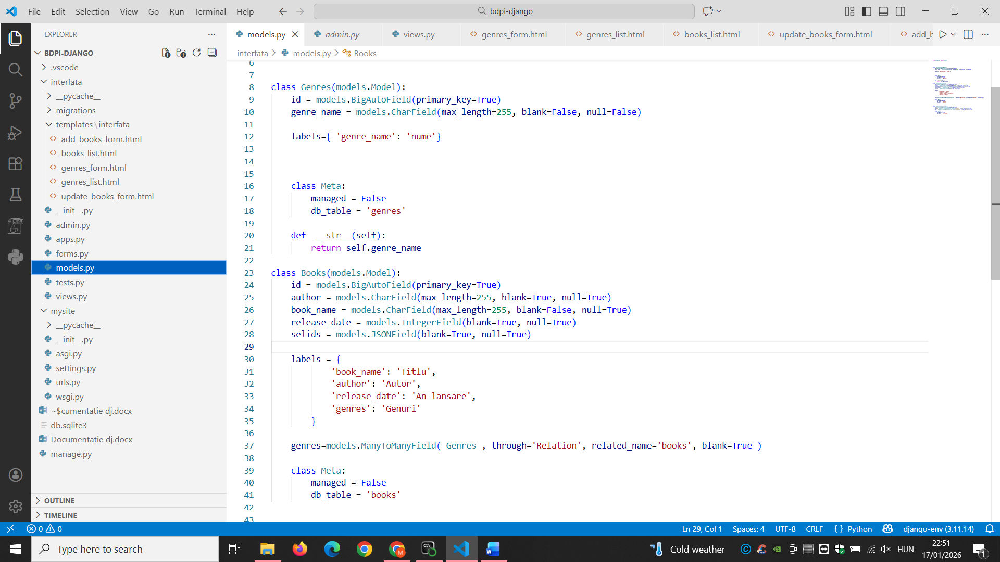 File Edit Selection View Go Run Terminal Help
bdpi-django
EXPLORER
models.py
admin.py
views.py
genres_form.html
genres_list.html
books_list.html
update_books_form.html
add_b
BDPI-DJANGO
interfata > models.py > Books
.vscode
interfata
__pycache__
migrations
templates\interfata
add_books_form.html
books_list.html
genres_form.html
genres_list.html
update_books_form.html
__init__.py
admin.py
apps.py
forms.py
models.py
tests.py
views.py
mysite
__pycache__
__init__.py
asgi.py
settings.py
urls.py
wsgi.py
~$cumentatie dj.docx
db.sqlite3
Documentatie dj.docx
manage.py
OUTLINE
TIMELINE
6
7
8 class Genres(models.Model):
9 id = models.BigAutoField(primary_key=True)
10 genre_name = models.CharField(max_length=255, blank=False, null=False)
11
12 labels={ 'genre_name': 'nume'}
13
14
15
16 class Meta:
17 managed = False
18 db_table = 'genres'
19
20 def  __str__(self):
21 return self.genre_name
22
23 class Books(models.Model):
24 id = models.BigAutoField(primary_key=True)
25 author = models.CharField(max_length=255, blank=True, null=True)
26 book_name = models.CharField(max_length=255, blank=False, null=True)
27 release_date = models.IntegerField(blank=True, null=True)
28 selids = models.JSONField(blank=True, null=True)
29
30 labels = {
31 'book_name': 'Titlu',
32 'author': 'Autor',
33 'release_date': 'An lansare',
34 'genres': 'Genuri'
35 }
36
37 genres=models.ManyToManyField( Genres , through='Relation', related_name='books', blank=True )
38
39 class Meta:
40 managed = False
41 db_table = 'books'
42
43
0 0
Ln 29, Col 1 Spaces: 4 UTF-8 CRLF { } Python django-env (3.11.14)
Type here to search
Cold weather
HUN
22:51
17/01/2026
1